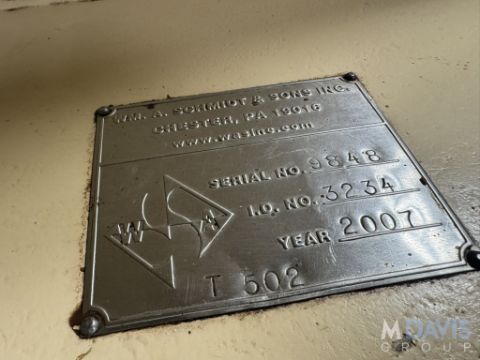 WM. A. SCHMIDT & SONS INC.
CHESTER, PA 19016
www.wasinc.com
SERIAL NO. 9848
I.D. NO. 3234
YEAR 2007
W S A
T 502
M DAVIS
GROUP